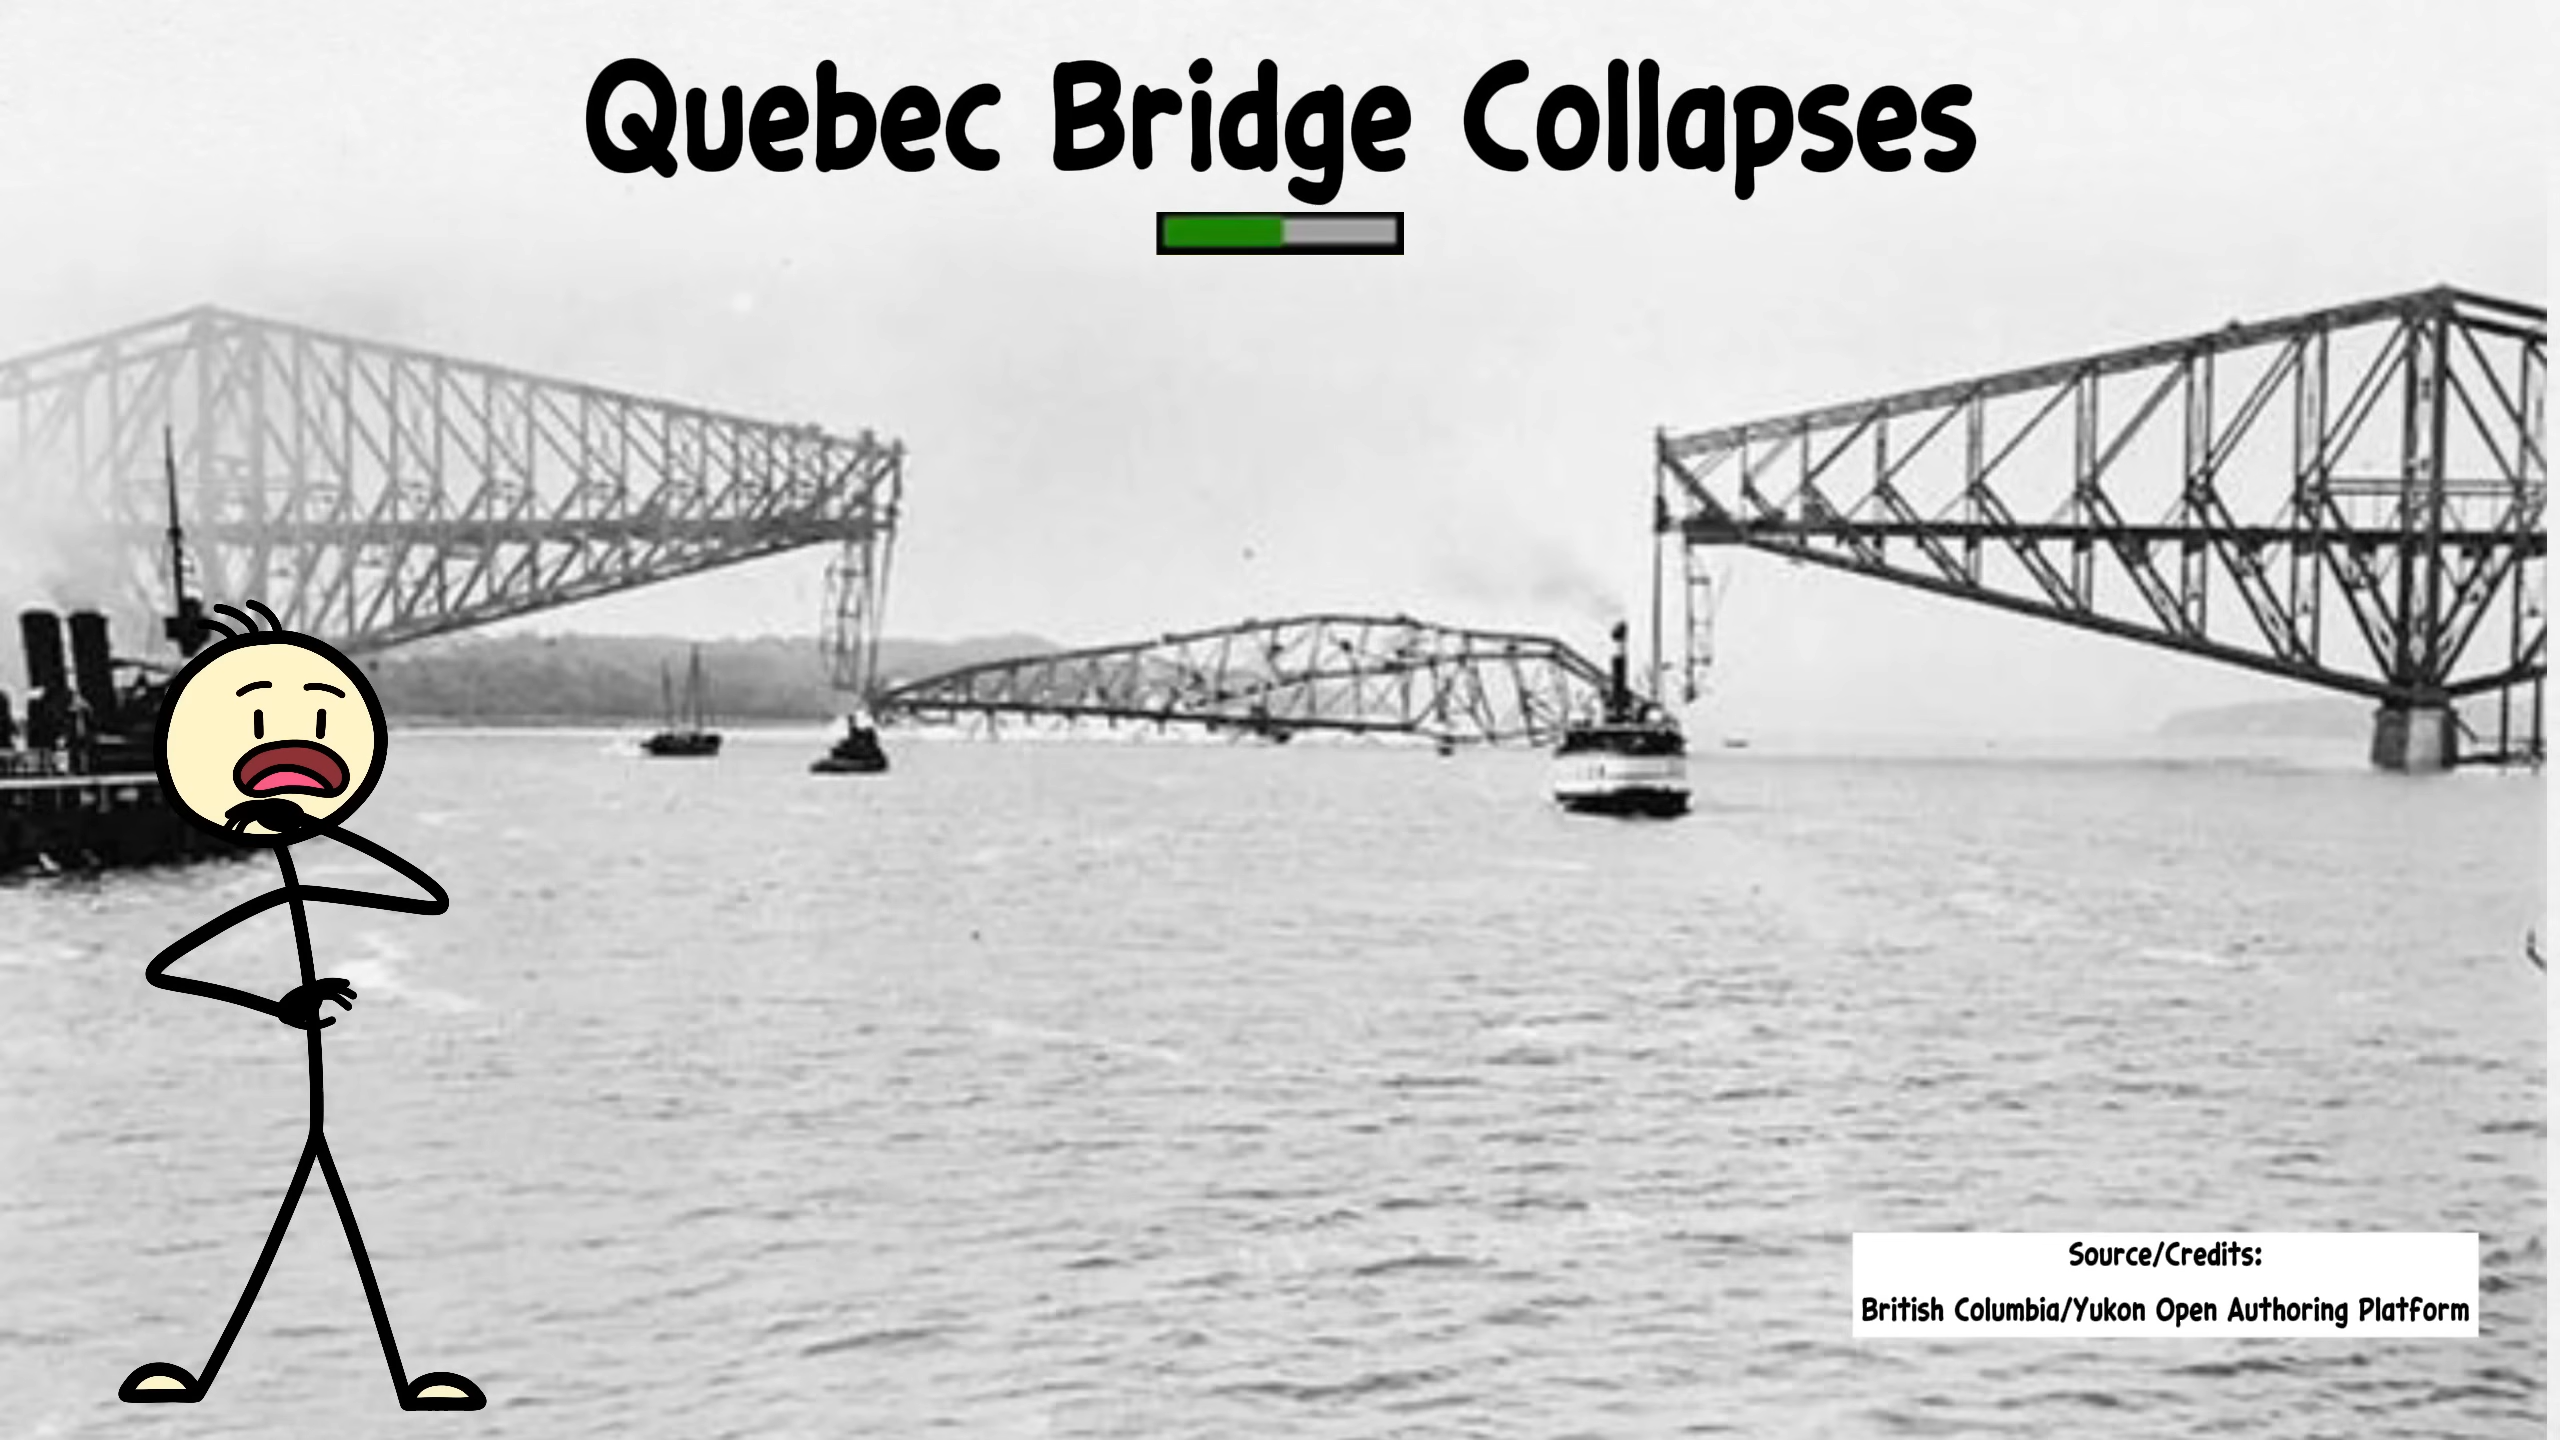 Quebec Bridge Collapses
Source/Credits:
British Columbia/Yukon Open Authoring Platform